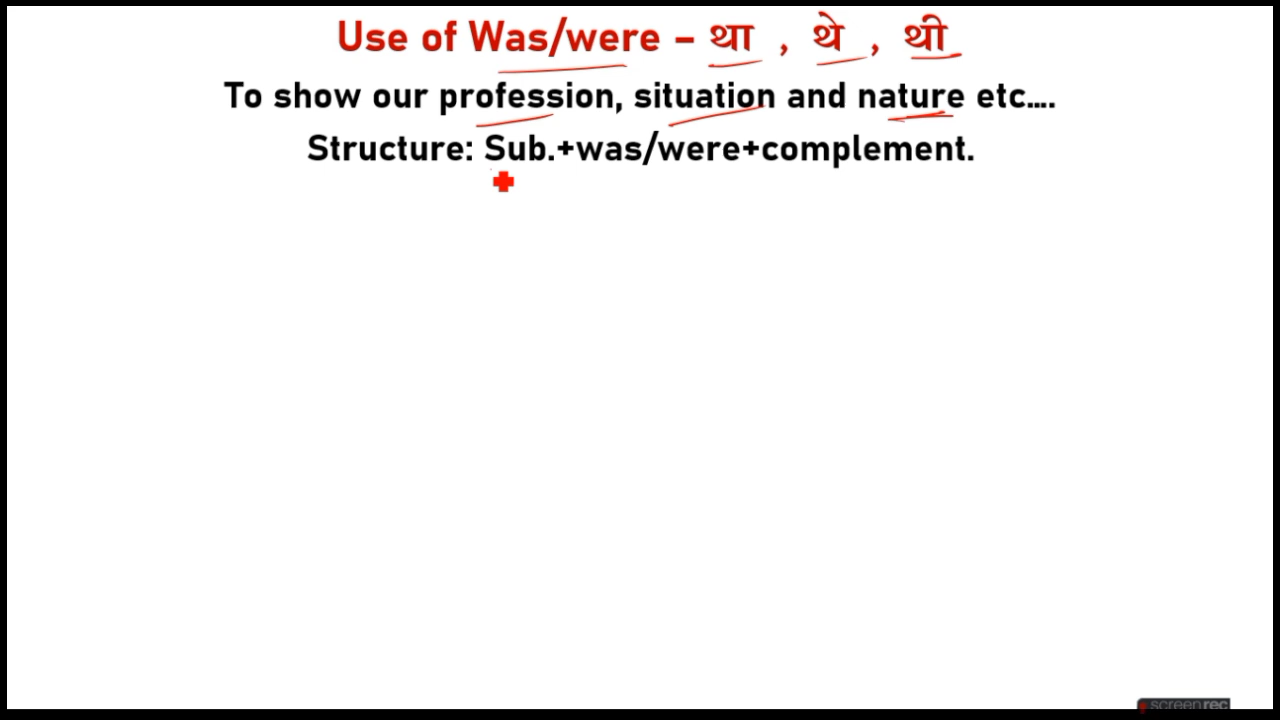 Use of Was/were – था , थे , थी
To show our profession, situation and nature etc....
Structure: Sub.+was/were+complement.
screenrec